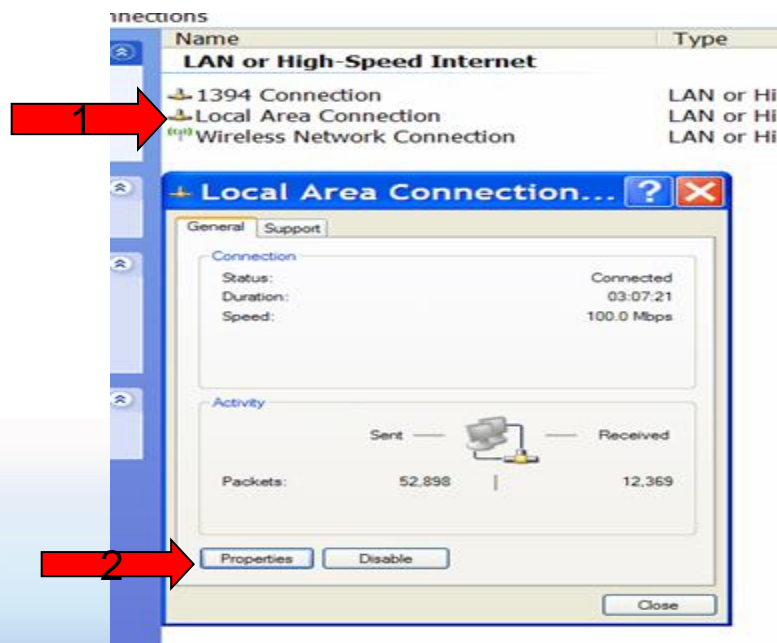 Name Type
LAN or High-Speed Internet
1394 Connection LAN or Hi
1
Local Area Connection LAN or Hi
Wireless Network Connection LAN or Hi
Local Area Connection... ?
General Support
Connection
Status: Connected
Duration: 03:07:21
Speed: 100.0 Mbps
Activity
Sent Received
Packets: 52,898 12,369
2
Properties Disable
Close